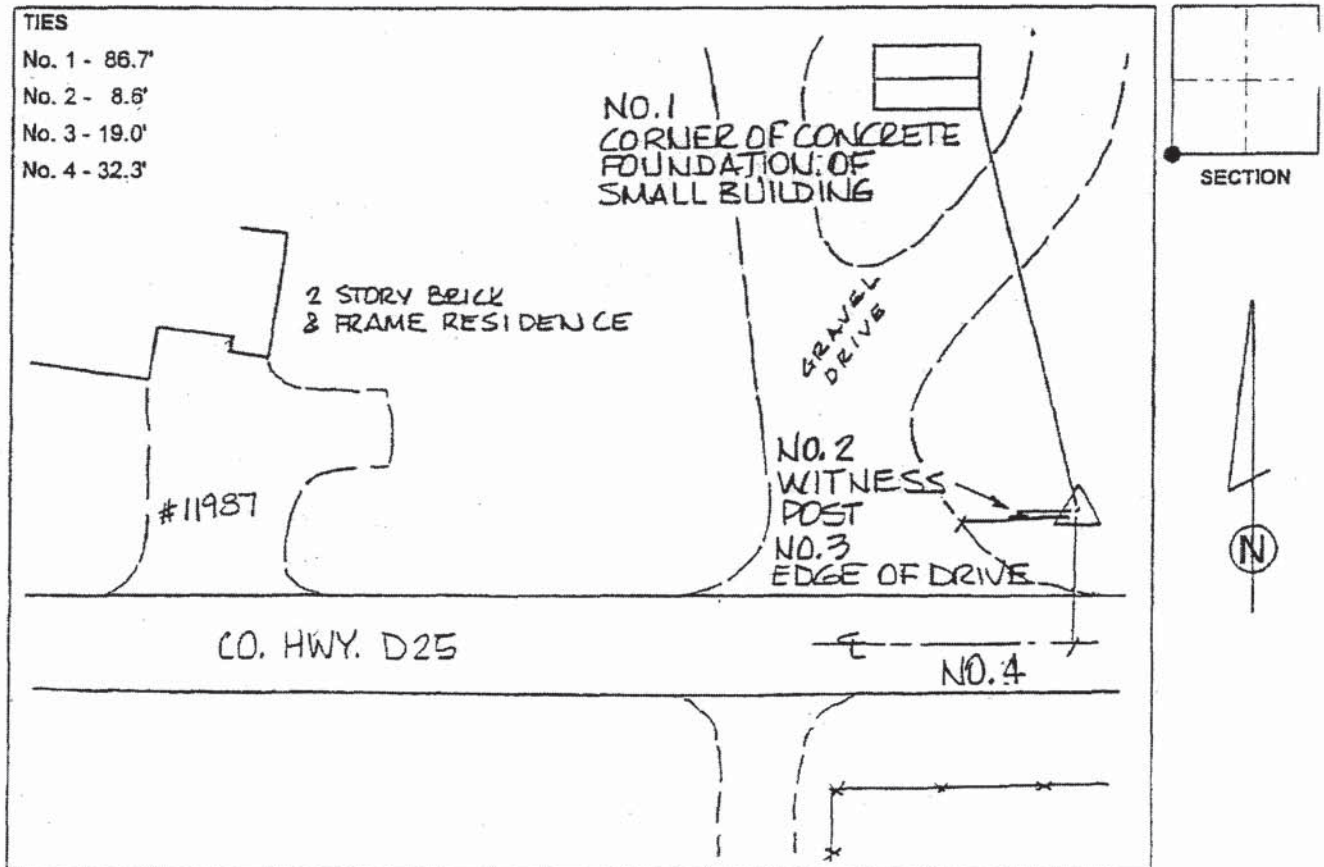 TIES
No. 1 - 86.7'
No. 2 - 8.6'
No. 3 - 19.0'
No. 4 - 32.3'
NO. 1
CORNER OF CONCRETE
FOUNDATION OF
SMALL BUILDING
SECTION
2 STORY BRICK
& FRAME RESIDENCE
GRAVEL
DRIVE
NO. 2
WITNESS
POST
NO. 3
EDGE OF DRIVE
#11987
N
CO. HWY. D25
NO. 4